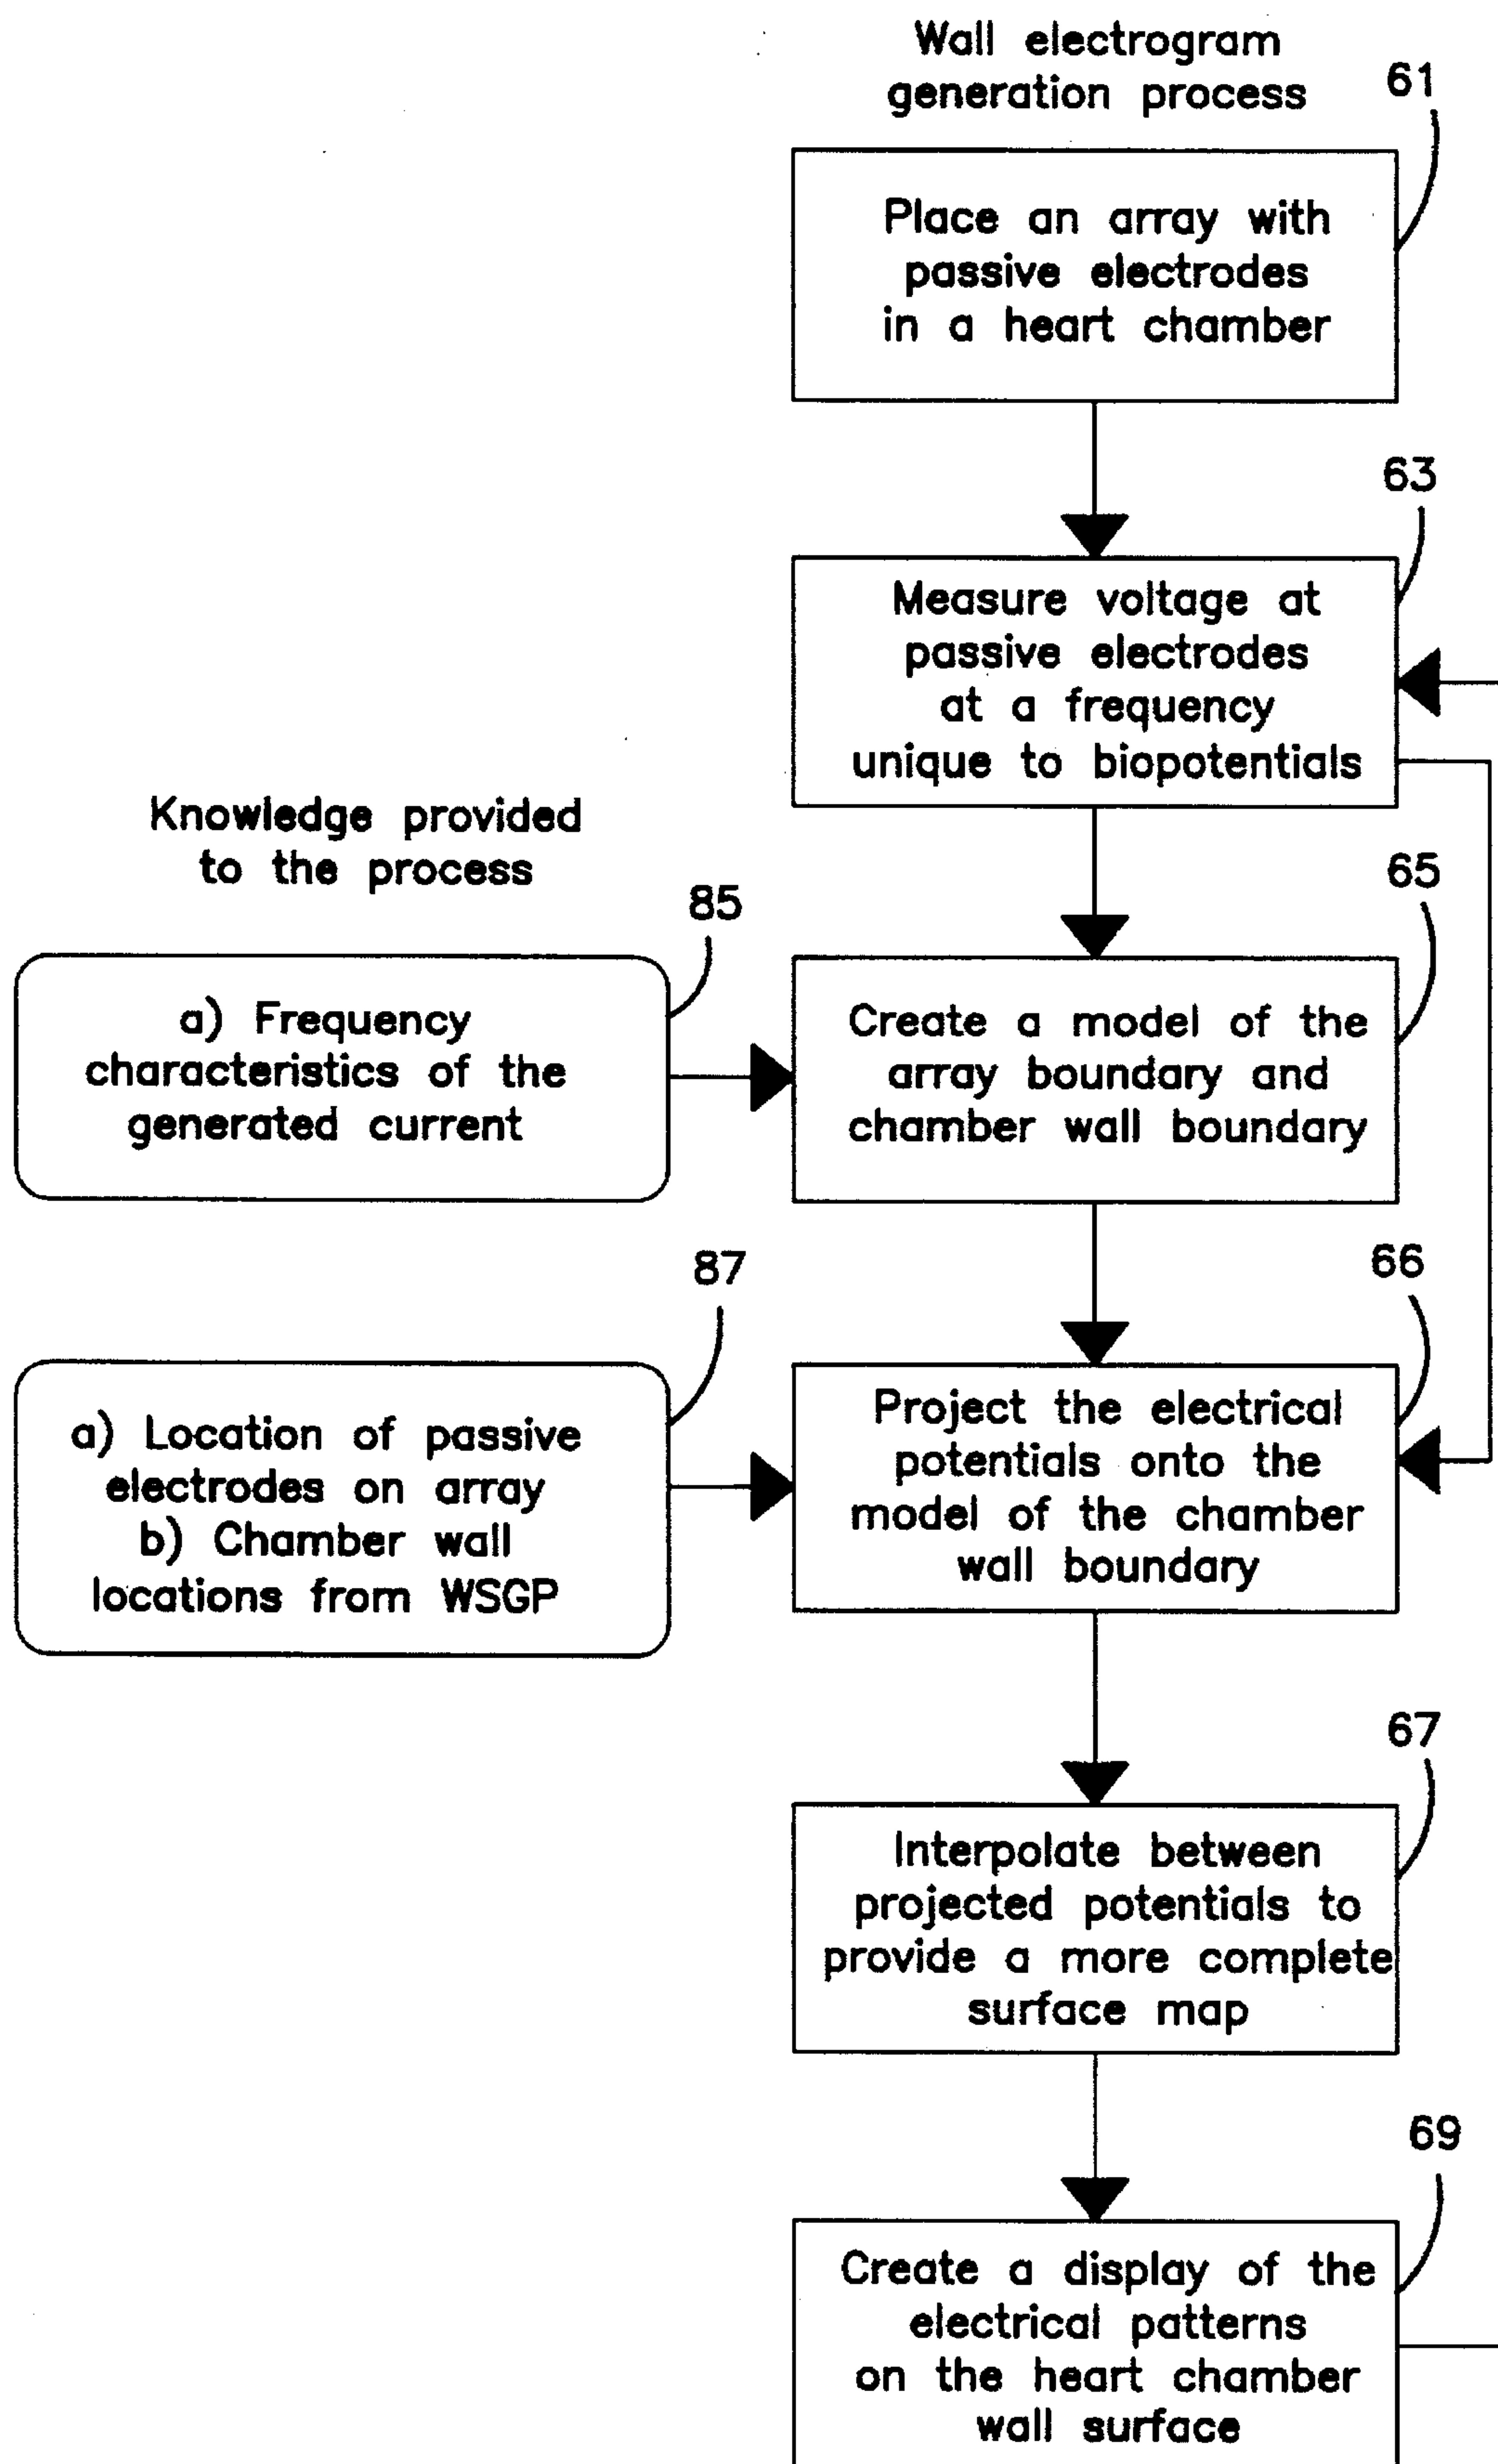 Wall electrogram
generation process
61
Place an array with
passive electrodes
in a heart chamber
63
Measure voltage at
passive electrodes
at a frequency
unique to biopotentials
Knowledge provided
to the process
85
a) Frequency
characteristics of the
generated current
65
Create a model of the
array boundary and
chamber wall boundary
87
a) Location of passive
electrodes on array
b) Chamber wall
locations from WSGP
66
Project the electrical
potentials onto the
model of the chamber
wall boundary
67
Interpolate between
projected potentials to
provide a more complete
surface map
69
Create a display of the
electrical patterns
on the heart chamber
wall surface